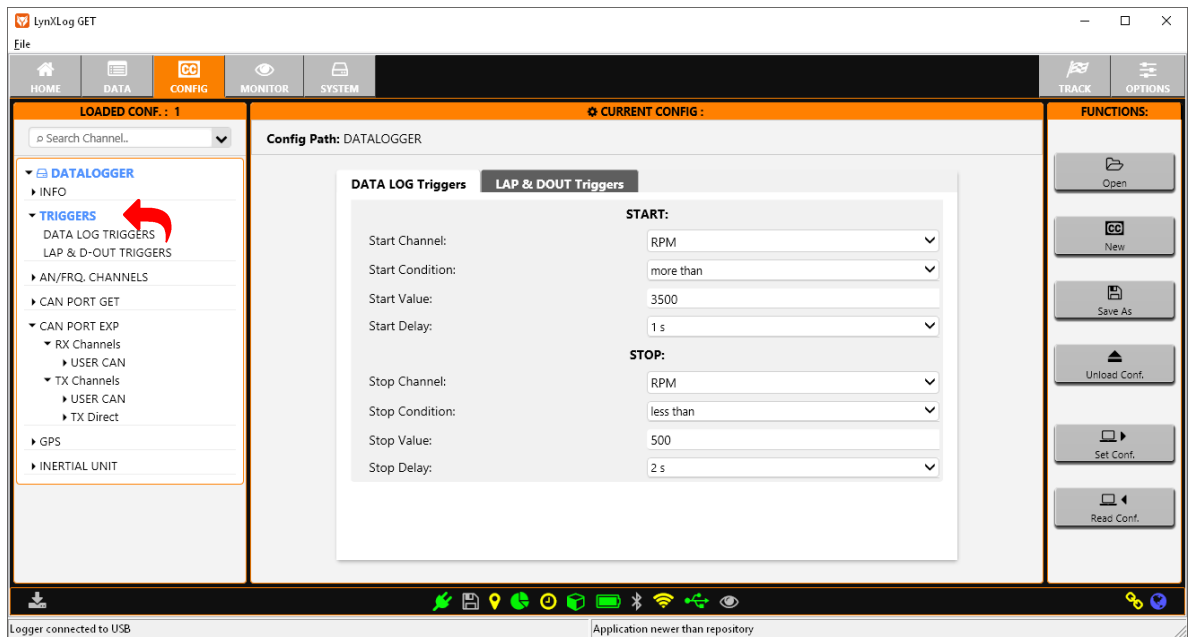 LynXLog GET
File
HOME DATA CONFIG MONITOR SYSTEM TRACK OPTIONS
LOADED CONF. : 1
CURRENT CONFIG :
FUNCTIONS:
Search Channel..
Config Path: DATALOGGER
DATALOGGER
INFO
TRIGGERS
DATA LOG TRIGGERS
LAP & D-OUT TRIGGERS
AN/FRQ. CHANNELS
CAN PORT GET
CAN PORT EXP
RX Channels
USER CAN
TX Channels
USER CAN
TX Direct
GPS
INERTIAL UNIT
DATA LOG Triggers LAP & DOUT Triggers
START:
Start Channel: RPM
Start Condition: more than
Start Value: 3500
Start Delay: 1 s
STOP:
Stop Channel: RPM
Stop Condition: less than
Stop Value: 500
Stop Delay: 2 s
Open
CC
New
Save As
Unload Conf.
Set Conf.
Read Conf.
Logger connected to USB
Application newer than repository